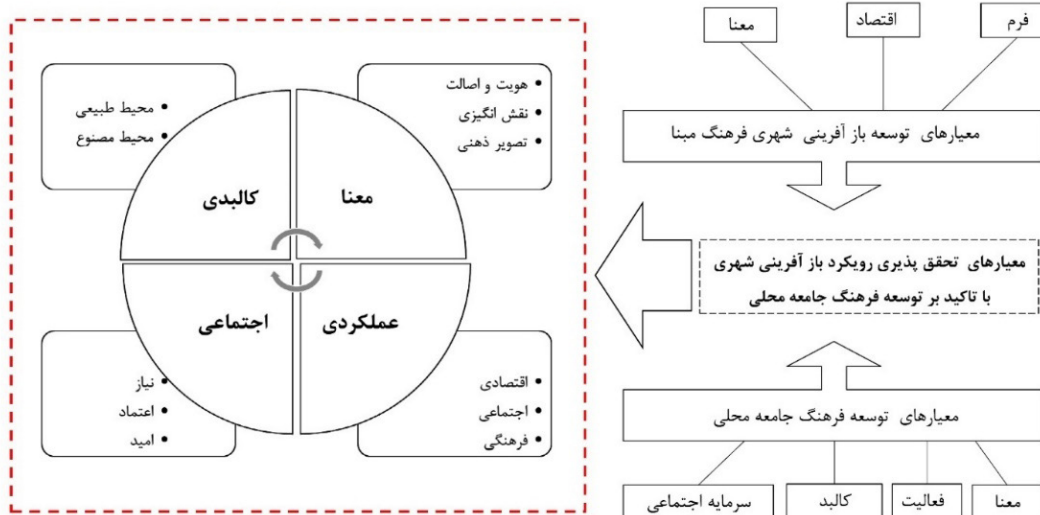 فرم
اقتصاد
معنا
معیارهای توسعه باز آفرینی شهری فرهنگ مبنا
معیارهای تحقق پذیری رویکرد باز آفرینی شهری
با تاکید بر توسعه فرهنگ جامعه محلی
معیارهای توسعه فرهنگ جامعه محلی
معنا
فعالیت
کالبد
سرمایه اجتماعی
• هویت و اصالت
• نقش انگیزی
• تصویر ذهنی
معنا
• محیط طبیعی
• محیط مصنوع
کالبدی
عملکردی
• اقتصادی
• اجتماعی
• فرهنگی
اجتماعی
• نیاز
• اعتماد
• امید